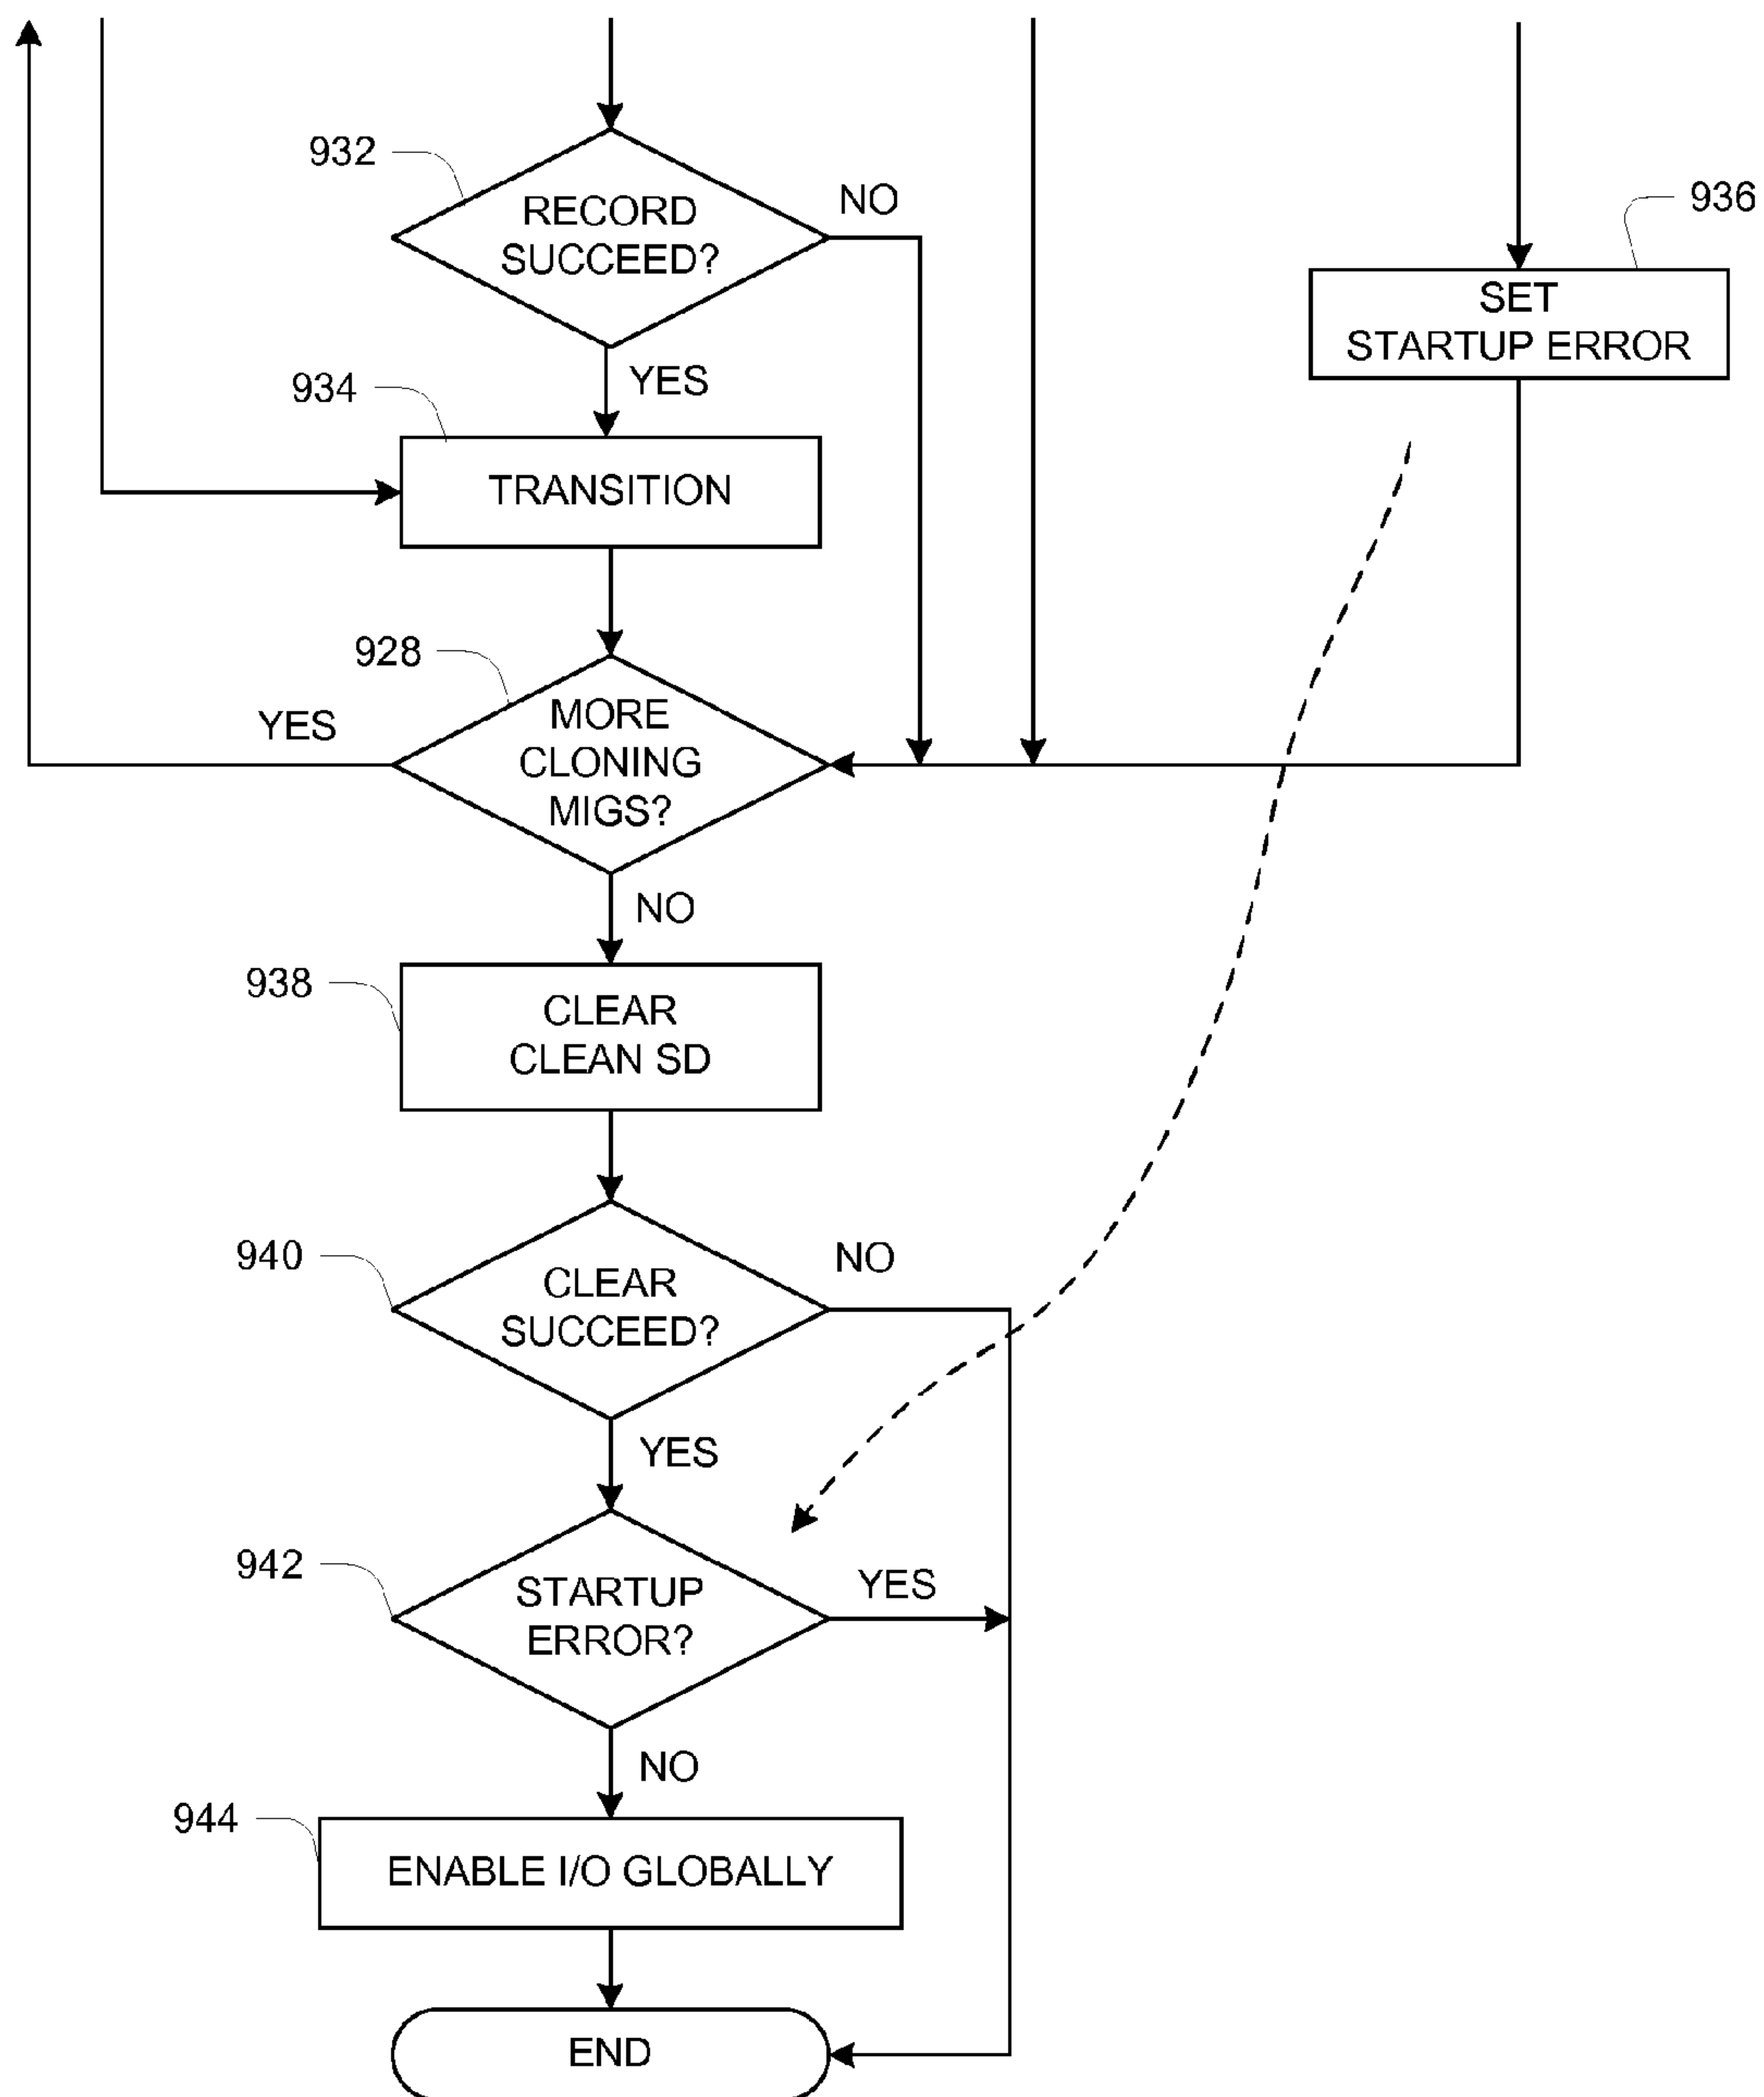 932
RECORD
SUCCEED?
NO
936
SET
STARTUP ERROR
YES
934
TRANSITION
928
YES
MORE
CLONING
MIGS?
NO
938
CLEAR
CLEAN SD
940
NO
CLEAR
SUCCEED?
YES
942
STARTUP
ERROR?
YES
NO
944
ENABLE I/O GLOBALLY
END